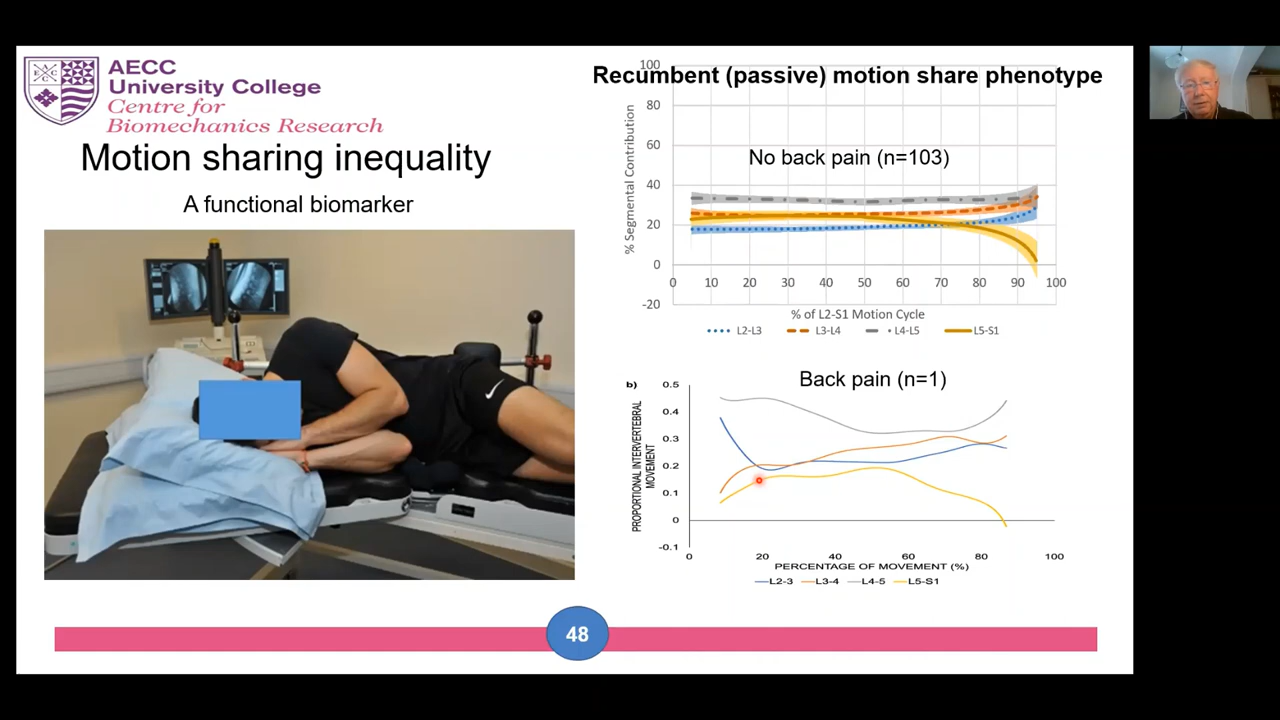 AECC
University College
Centre for
Biomechanics Research
Motion sharing inequality
A functional biomarker
Recumbent (passive) motion share phenotype
No back pain (n=103)
% Segmental Contribution
100
80
60
40
20
0
-20
0 10 20 30 40 50 60 70 80 90 100
% of L2-S1 Motion Cycle
L2-L3 L3-L4 L4-L5 L5-S1
b)
Back pain (n=1)
PROPORTIONAL INTERVERTEBRAL
MOVEMENT
0.5
0.4
0.3
0.2
0.1
0
-0.1
0 20 40 60 80 100
PERCENTAGE OF MOVEMENT (%)
L2-3 L3-4 L4-5 L5-S1
48